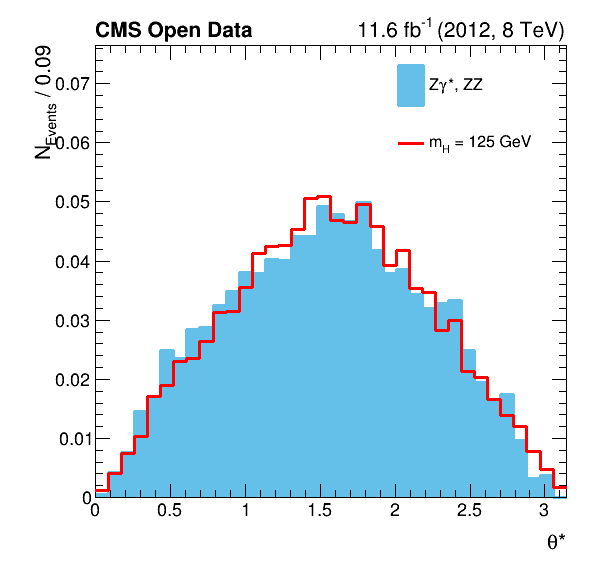 CMS Open Data 11.6 fb⁻¹ (2012, 8 TeV)
N_Events / 0.09
Zγ*, ZZ
m_H = 125 GeV
0.07
0.06
0.05
0.04
0.03
0.02
0.01
0
0 0.5 1 1.5 2 2.5 3
θ*